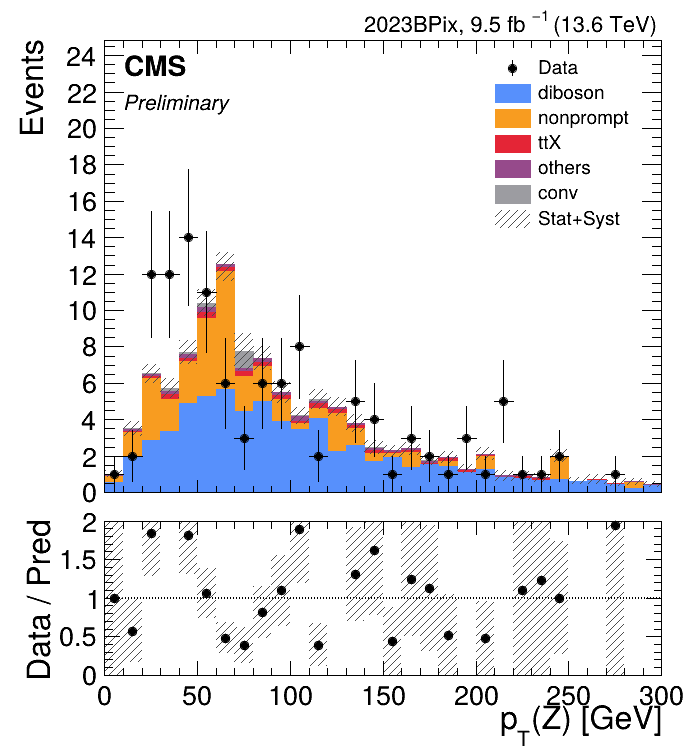 2023BPix, 9.5 fb⁻¹ (13.6 TeV)
CMS
Preliminary
Events
24
22
20
18
16
14
12
10
8
6
4
2
0
Data
diboson
nonprompt
ttX
others
conv
Stat+Syst
Data / Pred
2
1.5
1
0.5
0
0 50 100 150 200 250 300
p_T(Z) [GeV]